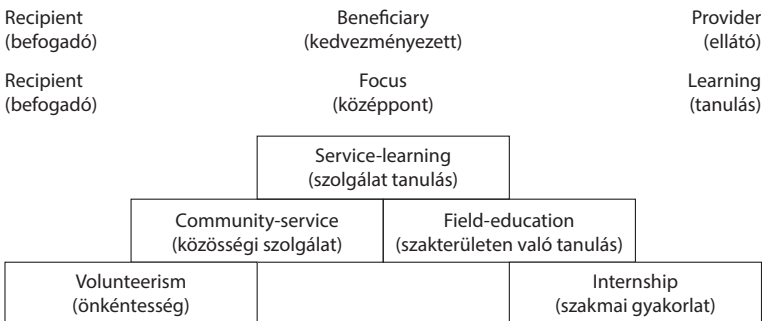 Recipient Beneficiary Provider
(befogadó) (kedvezményezett) (ellátó)
Recipient Focus Learning
(befogadó) (középpont) (tanulás)
Service-learning
(szolgálat tanulás)
Community-service Field-education
(közösségi szolgálat) (szakterületen való tanulás)
Volunteerism Internship
(önkéntesség) (szakmai gyakorlat)